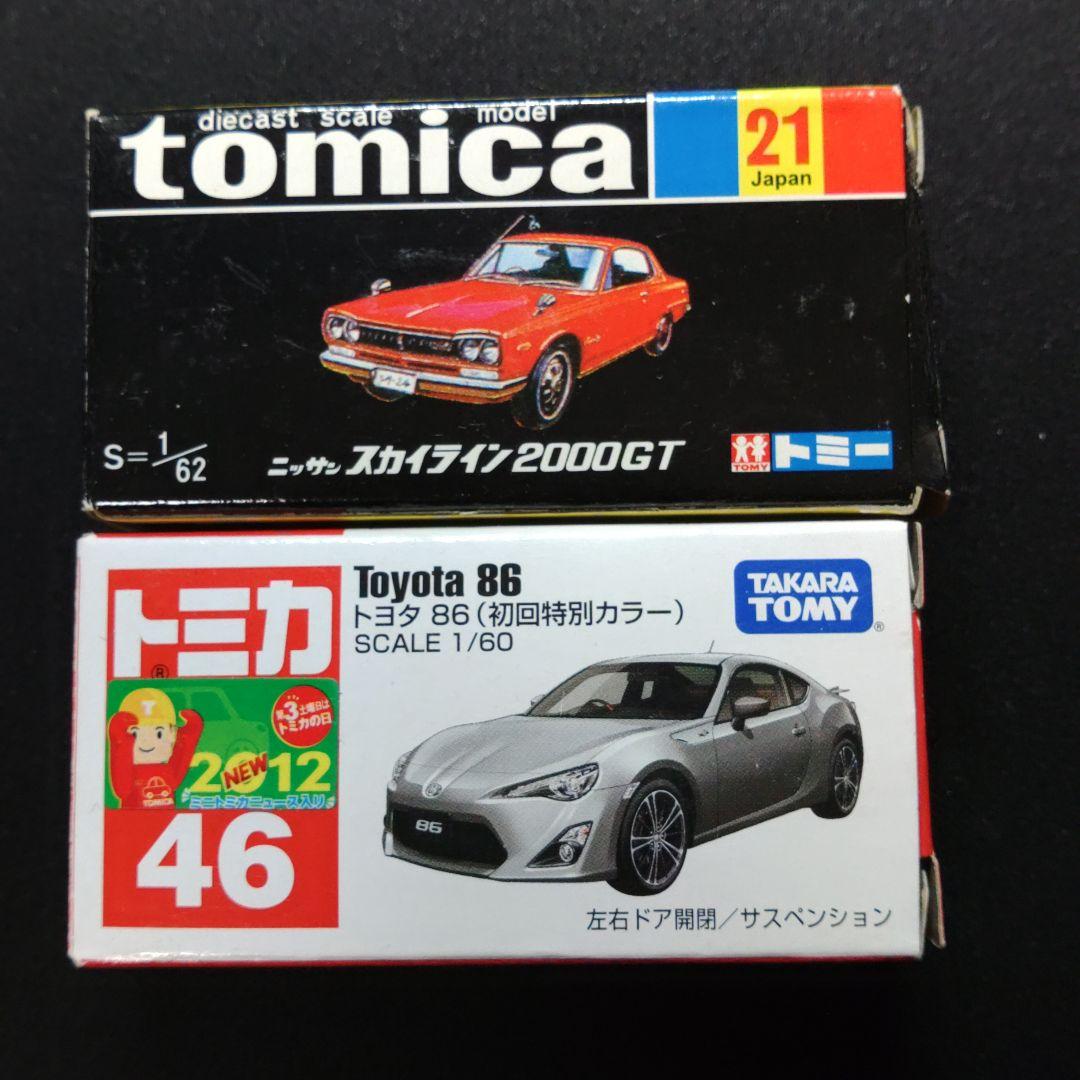 diecast scale model
tomica
21
Japan
S=1/62
ニッサン スカイライン2000GT
TOMY
トミー
トミカ
®
Toyota 86
トヨタ 86(初回特別カラー)
SCALE 1/60
TAKARA
TOMY
®
T
第3土曜日は
トミカの日
2012
NEW
TOMICA
ミニトミカニュース入り
46
86
左右ドア開閉/サスペンション